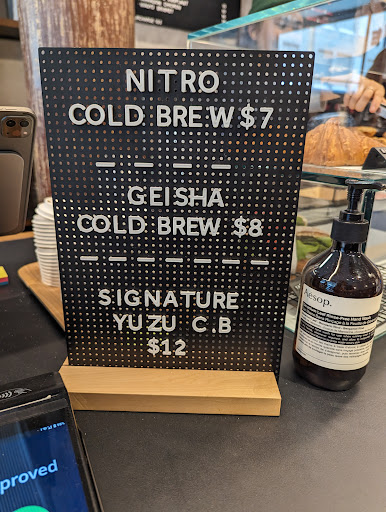 NITRO
COLD BREW $7
GEISHA
COLD BREW $8
SIGNATURE
YUZU C.B
$12
Aesop.
proved